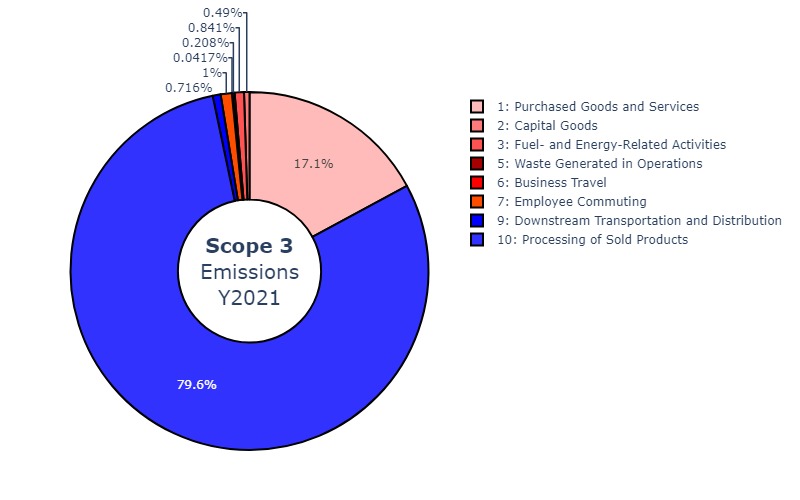 0.49%
0.841%
0.208%
0.0417%
1%
0.716%
17.1%
79.6%
Scope 3
Emissions
Y2021
1: Purchased Goods and Services
2: Capital Goods
3: Fuel- and Energy-Related Activities
5: Waste Generated in Operations
6: Business Travel
7: Employee Commuting
9: Downstream Transportation and Distribution
10: Processing of Sold Products